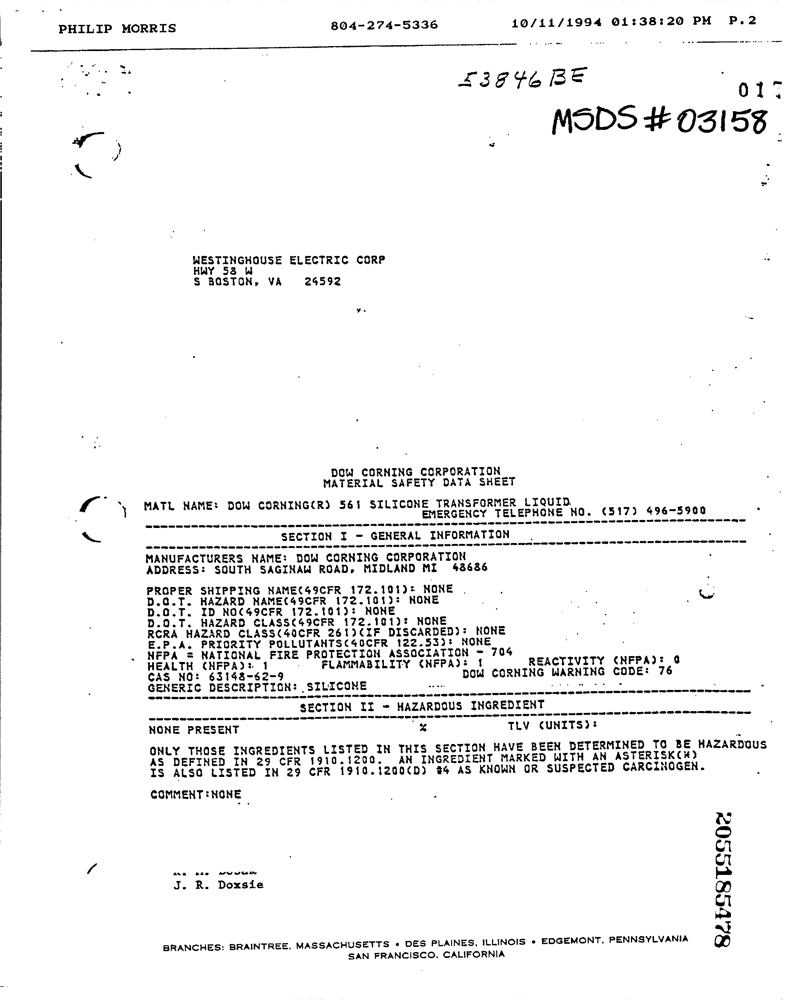 PHILIP MORRIS 804-274-5336 10/11/1994 01:38:20 PM P.2
53846BE
017
MSDS#03158
WESTINGHOUSE ELECTRIC CORP
HWY 58 W
S BOSTON, VA 24592
DOW CORNING CORPORATION
MATERIAL SAFETY DATA SHEET
MATL NAME: DOW CORNING(R) 561 SILICONE TRANSFORMER LIQUID
EMERGENCY TELEPHONE NO. (517) 496-5900
SECTION I - GENERAL INFORMATION
MANUFACTURERS NAME: DOW CORNING CORPORATION
ADDRESS: SOUTH SAGINAW ROAD, MIDLAND MI 48686
PROPER SHIPPING NAME(49CFR 172.101): NONE
D.O.T. HAZARD NAME(49CFR 172.101): NONE
D.O.T. ID NO(49CFR 172.101): NONE
D.O.T. HAZARD CLASS(49CFR 172.101): NONE
RCRA HAZARD CLASS(40CFR 261)(IF DISCARDED): NONE
E.P.A. PRIORITY POLLUTANTS(40CFR 122.53): NONE
NFPA = NATIONAL FIRE PROTECTION ASSOCIATION - 704
HEALTH (NFPA): 1 FLAMMABILITY (NFPA): 1 REACTIVITY (NFPA): 0
CAS NO: 63148-62-9 DOW CORNING WARNING CODE: 76
GENERIC DESCRIPTION: SILICONE
SECTION II - HAZARDOUS INGREDIENT
NONE PRESENT % TLV (UNITS):
ONLY THOSE INGREDIENTS LISTED IN THIS SECTION HAVE BEEN DETERMINED TO BE HAZARDOUS
AS DEFINED IN 29 CFR 1910.1200. AN INGREDIENT MARKED WITH AN ASTERISK(*)
IS ALSO LISTED IN 29 CFR 1910.1200(D) #4 AS KNOWN OR SUSPECTED CARCINOGEN.
COMMENT:NONE
J. R. Doxsie
2055185478
BRANCHES: BRAINTREE, MASSACHUSETTS • DES PLAINES, ILLINOIS • EDGEMONT, PENNSYLVANIA
SAN FRANCISCO, CALIFORNIA